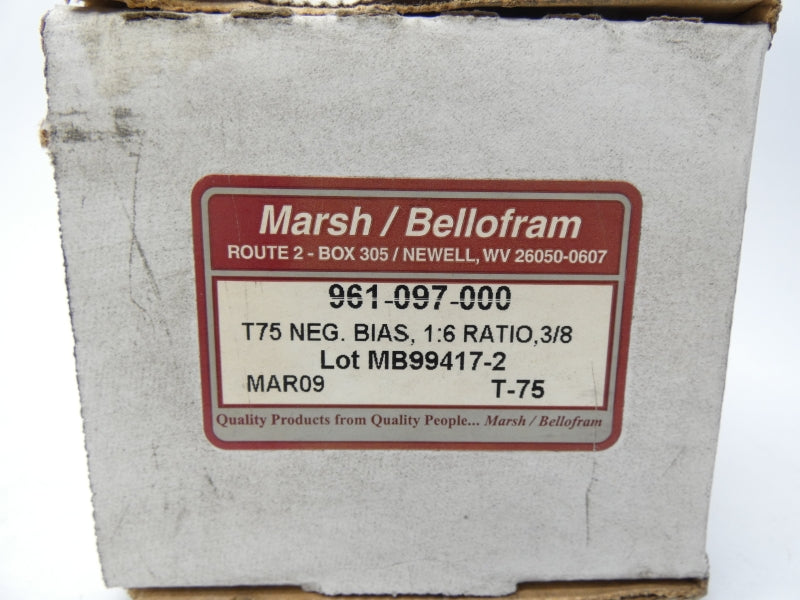 Marsh / Bellofram
ROUTE 2 - BOX 305 / NEWELL, WV 26050-0607
961-097-000
T75 NEG. BIAS, 1:6 RATIO,3/8
Lot MB99417-2
MAR09 T-75
Quality Products from Quality People... Marsh / Bellofram